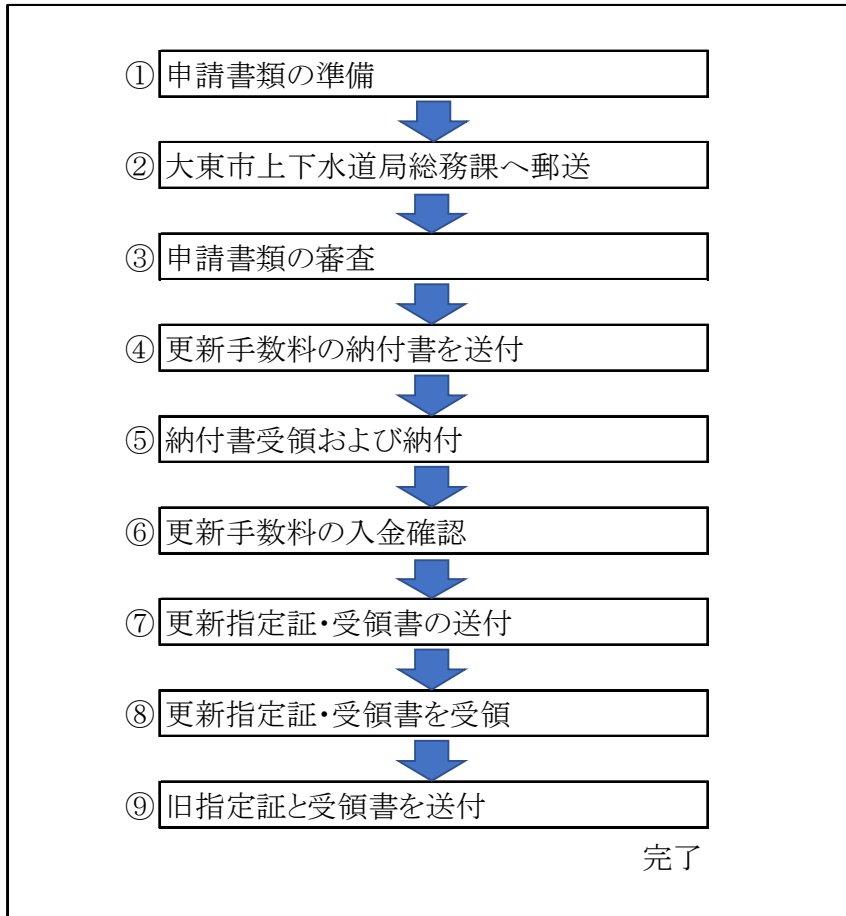 ①申請書類の準備
②大東市上下水道局総務課へ郵送
③申請書類の審査
④更新手数料の納付書を送付
⑤納付書受領および納付
⑥更新手数料の入金確認
⑦更新指定証・受領書の送付
⑧更新指定証・受領書を受領
⑨旧指定証と受領書を送付
完了